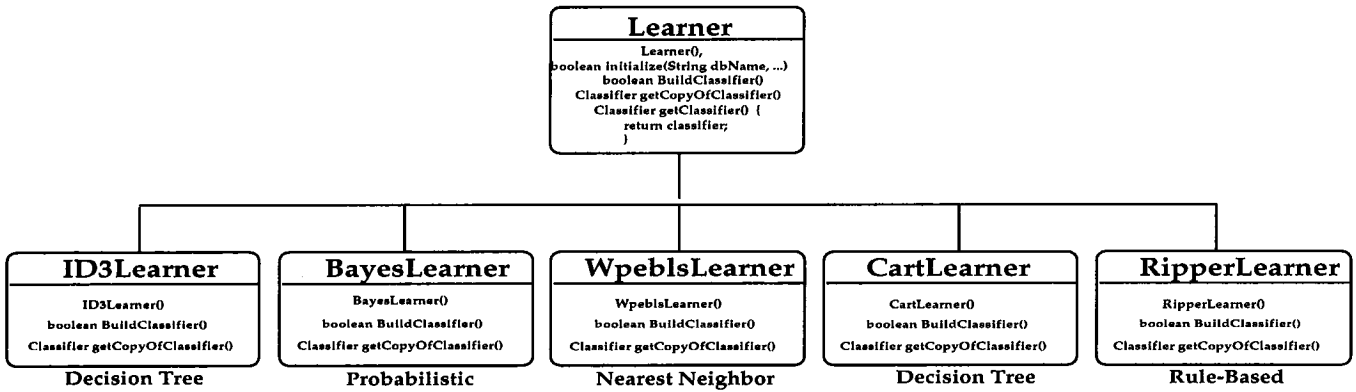 Learner
Learner(),
boolean initialize(String dbName, ...)
boolean BuildClassifier()
Classifier getCopyOfClassifier()
Classifier getClassifier() {
return classifier;
}
ID3Learner
ID3Learner()
boolean BuildClassifier()
Classifier getCopyOfClassifier()
Decision Tree
BayesLearner
BayesLearner()
boolean BuildClassifier()
Classifier getCopyOfClassifier()
Probabilistic
WpeblsLearner
WpeblsLearner()
boolean BuildClassifier()
Classifier getCopyOfClassifier()
Nearest Neighbor
CartLearner
CartLearner()
boolean BuildClassifier()
Classifier getCopyOfClassifier()
Decision Tree
RipperLearner
RipperLearner()
boolean BuildClassifier()
Classifier getCopyOfClassifier()
Rule-Based